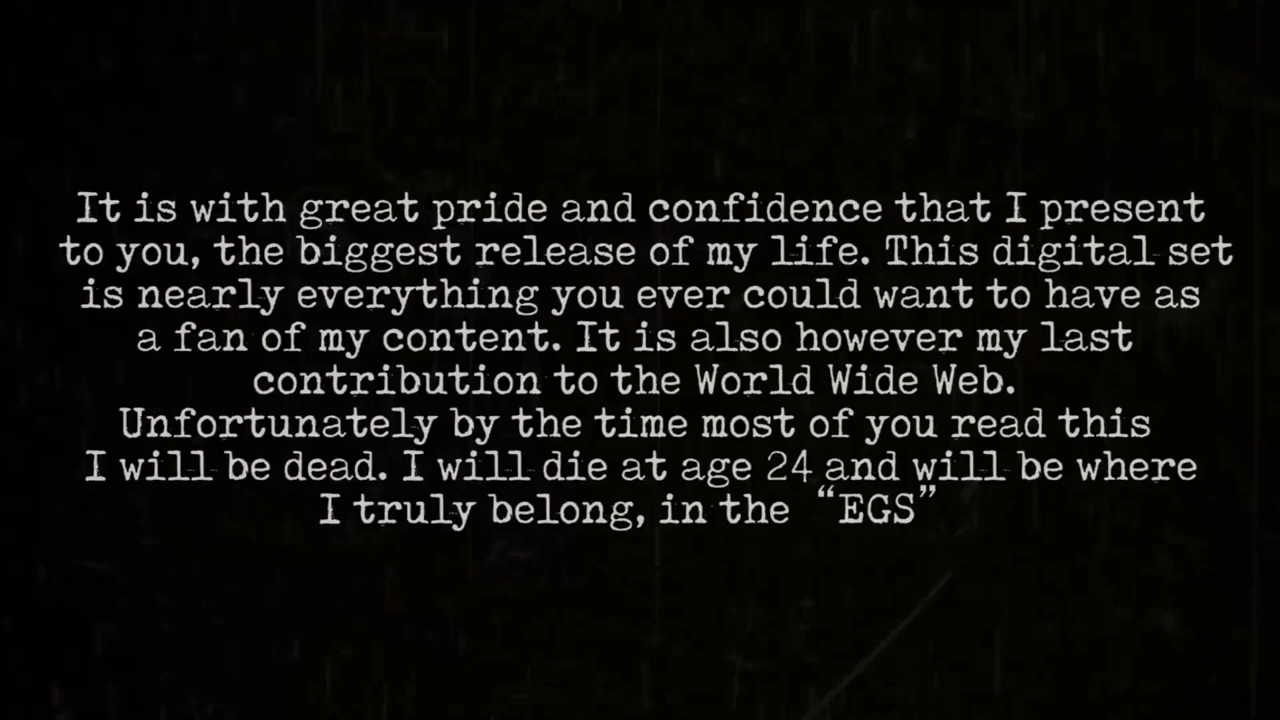 It is with great pride and confidence that I present
to you, the biggest release of my life. This digital set
is nearly everything you ever could want to have as
a fan of my content. It is also however my last
contribution to the World Wide Web.
Unfortunately by the time most of you read this
I will be dead. I will die at age 24 and will be where
I truly belong, in the “EGS”